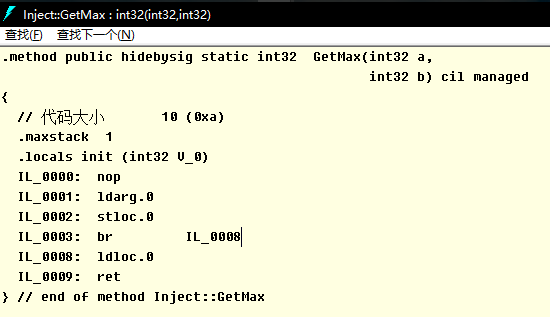 Inject::GetMax : int32(int32,int32)
查找(F) 查找下一个(N)
.method public hidebysig static int32  GetMax(int32 a,
                                              int32 b) cil managed
{
  // 代码大小       10 (0xa)
  .maxstack  1
  .locals init (int32 V_0)
  IL_0000:  nop
  IL_0001:  ldarg.0
  IL_0002:  stloc.0
  IL_0003:  br         IL_0008
  IL_0008:  ldloc.0
  IL_0009:  ret
} // end of method Inject::GetMax